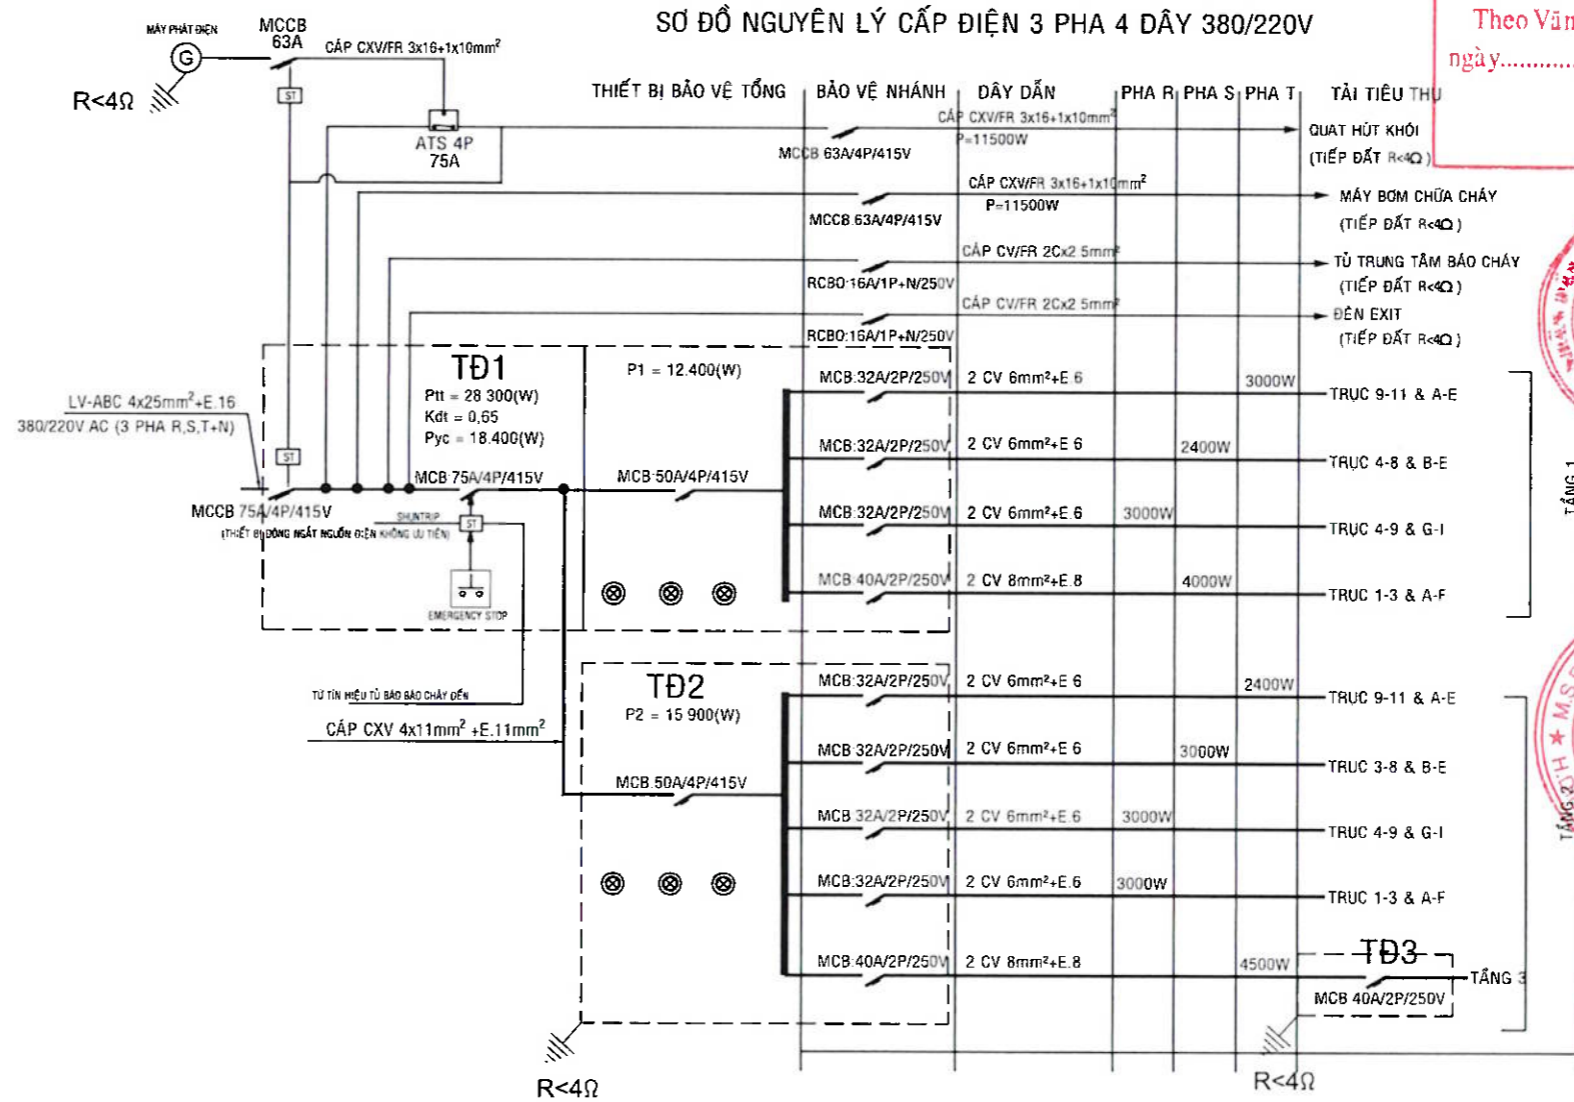 SƠ ĐỒ NGUYÊN LÝ CẤP ĐIỆN 3 PHA 4 DÂY 380/220V
Theo Văn
ngày............
MÁY PHÁT ĐIỆN
G
MCCB
63A
CÁP CXV/FR 3x16+1x10mm²
R<4Ω
ST
ATS 4P
75A
THIẾT BỊ BẢO VỆ TỔNG
BẢO VỆ NHÁNH
DÂY DẪN
PHA R
PHA S
PHA T
TẢI TIÊU THỤ
MCCB 63A/4P/415V
CÁP CXV/FR 3x16+1x10mm²
P=11500W
QUẠT HÚT KHÓI
(TIẾP ĐẤT R<4Ω)
MCCB.63A/4P/415V
CÁP CXV/FR 3x16+1x10mm²
P=11500W
MÁY BƠM CHỮA CHÁY
(TIẾP ĐẤT R<4Ω)
RCBO:16A/1P+N/250V
CÁP CV/FR 2Cx2.5mm²
TỦ TRUNG TÂM BÁO CHÁY
(TIẾP ĐẤT R<4Ω)
RCBO:16A/1P+N/250V
CÁP CV/FR 2Cx2.5mm²
ĐÈN EXIT
(TIẾP ĐẤT R<4Ω)
TĐ1
Ptt = 28 300(W)
Kdt = 0,65
Pyc = 18.400(W)
P1 = 12.400(W)
LV-ABC 4x25mm²+E.16
380/220V AC (3 PHA R,S,T+N)
ST
MCCB 75A/4P/415V
(THIẾT BỊ ĐÓNG NGẮT NGUỒN ĐIỆN KHÔNG ƯU TIÊN)
MCB 75A/4P/415V
SHUNTRIP
ST
EMERGENCY STOP
MCB:50A/4P/415V
MCB:32A/2P/250V
2 CV 6mm²+E.6
3000W
TRỤC 9-11 & A-E
MCB:32A/2P/250V
2 CV 6mm²+E 6
2400W
TRỤC 4-8 & B-E
MCB:32A/2P/250V
2 CV 6mm²+E.6
3000W
TRỤC 4-9 & G-I
MCB 40A/2P/250V
2 CV 8mm²+E.8
4000W
TRỤC 1-3 & A-F
TẦNG 1
TỪ TÍN HIỆU TỦ BÁO BÁO CHÁY ĐẾN
CÁP CXV 4x11mm² +E.11mm²
TĐ2
P2 = 15 900(W)
MCB.50A/4P/415V
MCB:32A/2P/250V
2 CV 6mm²+E 6
2400W
TRỤC 9-11 & A-E
MCB 32A/2P/250V
2 CV 6mm²+E 6
3000W
TRỤC 3-8 & B-E
MCB 32A/2P/250V
2 CV 6mm²+E.6
3000W
TRỤC 4-9 & G-I
MCB:32A/2P/250V
2 CV 6mm²+E.6
3000W
TRỤC 1-3 & A-F
MCB:40A/2P/250V
2 CV 8mm²+E.8
4500W
TĐ3
MCB 40A/2P/250V
TẦNG 3
TẦNG 2
R<4Ω
R<4Ω